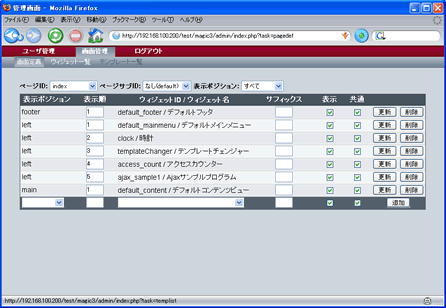 管理画面 - Mozilla Firefox
ファイル(F) 編集(E) 表示(V) 移動(G) ブックマーク(B) ツール(T) ヘルプ(H)
http://192.168.100.200/test/magic3/admin/index.php?task=pagedef
ユーザ管理 画面管理 ログアウト
画面定義 ウィジェット一覧 テンプレート一覧
ページID: index ページサブID: なし(default) 表示ポジション: すべて
表示ポジション 表示順 ウィジェットID / ウィジェット名 サフィックス 表示 共通
footer 1 default_footer / デフォルトフッタ 更新 削除
left 1 default_mainmenu / デフォルトメインメニュー 更新 削除
left 2 clock / 時計 更新 削除
left 3 templateChanger / テンプレートチェンジャー 更新 削除
left 4 access_count / アクセスカウンター 更新 削除
left 5 ajax_sample1 / Ajaxサンプルプログラム 更新 削除
main 1 default_content / デフォルトコンテンツビュー 更新 削除
追加
http://192.168.100.200/test/magic3/admin/index.php?task=templist